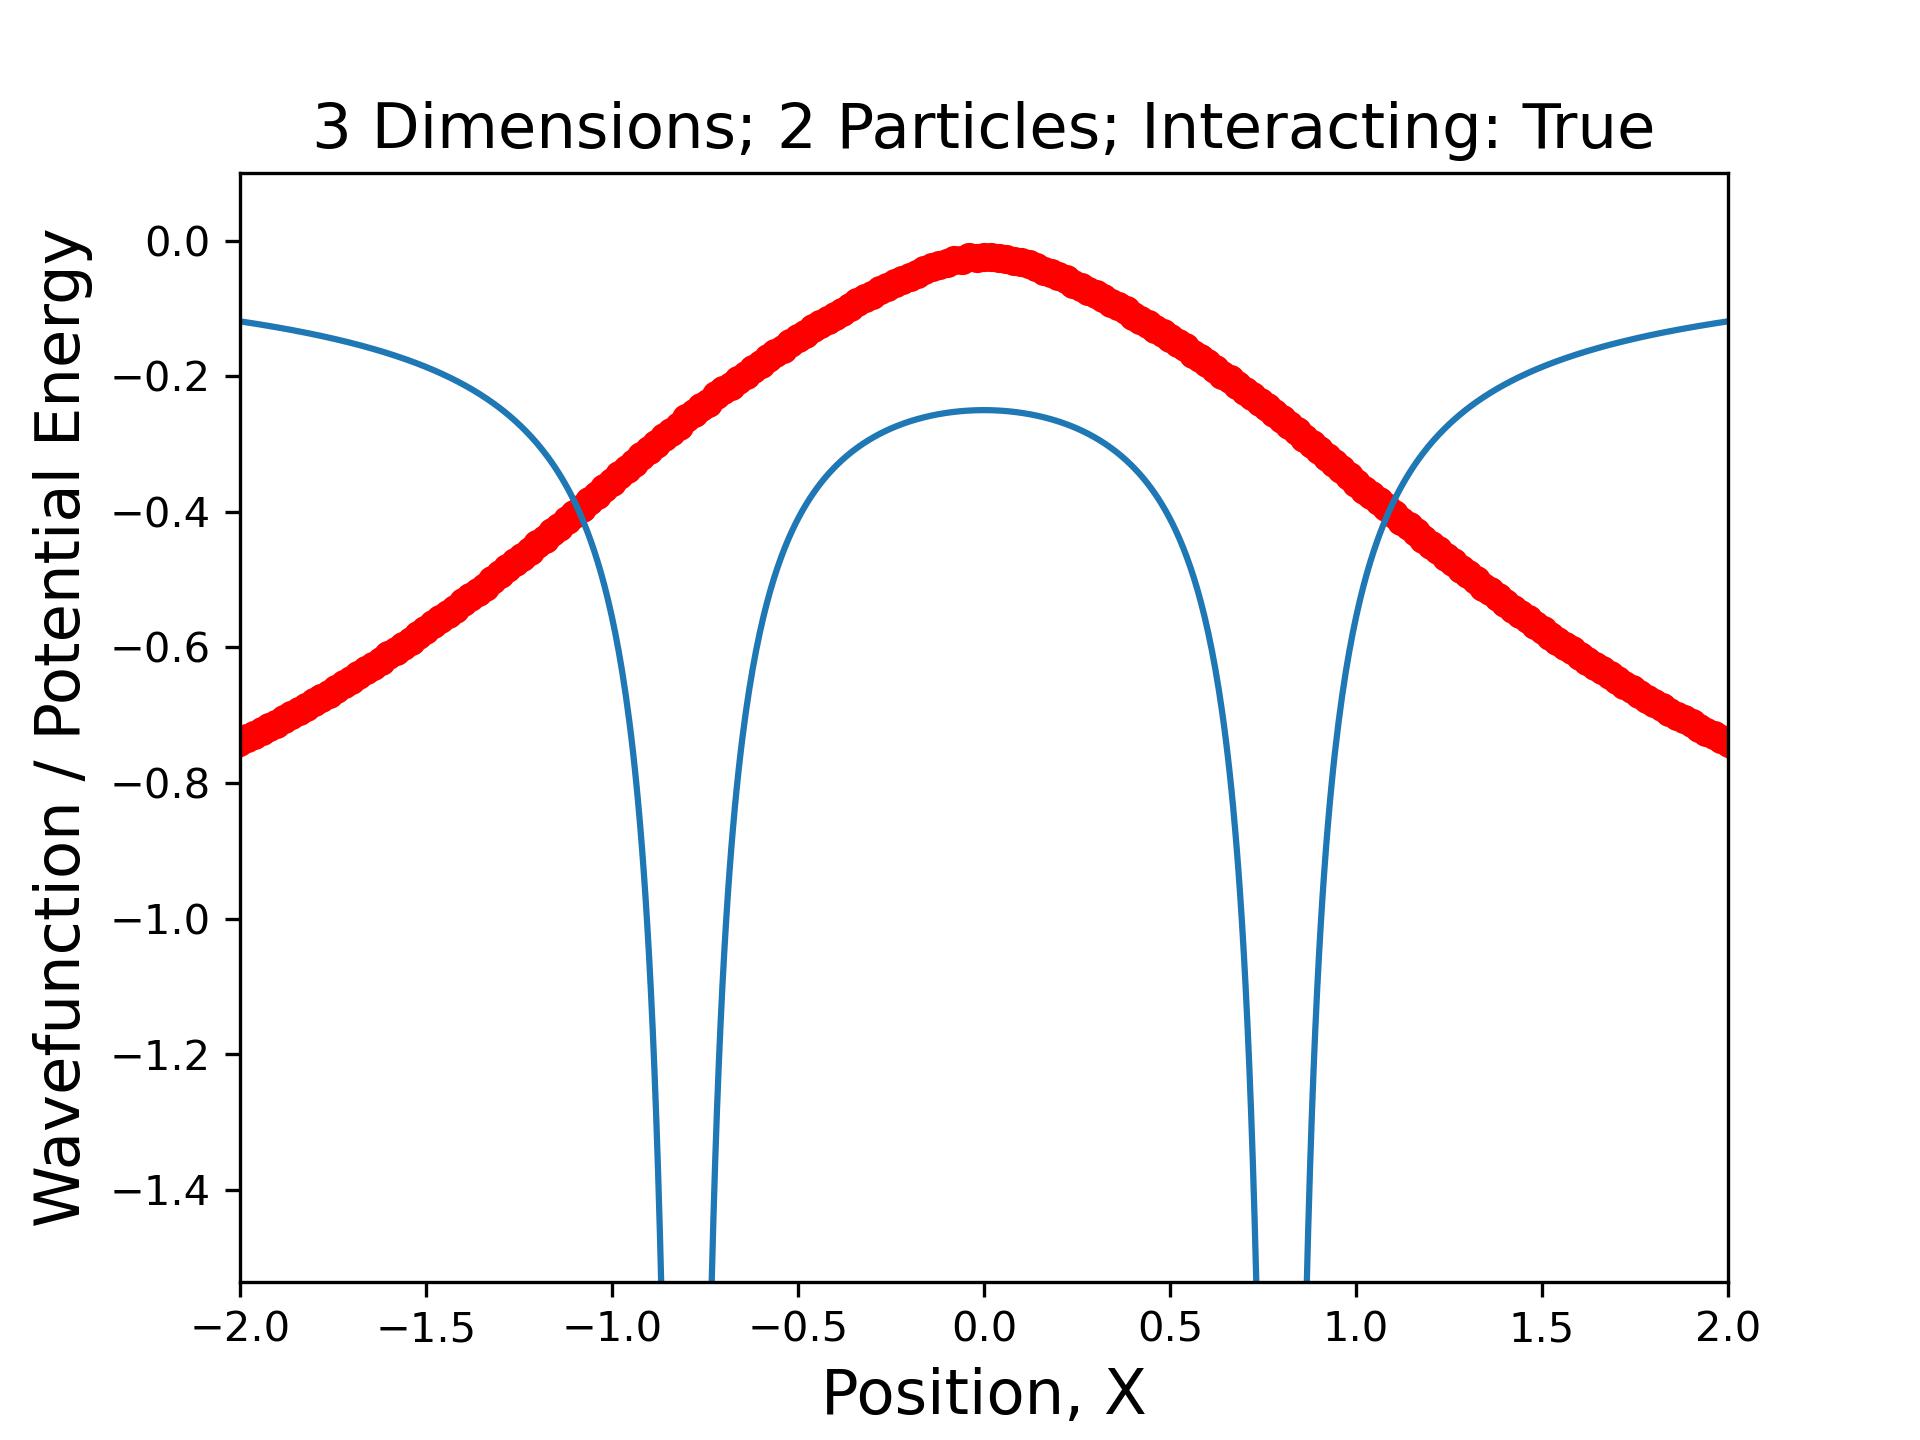 3 Dimensions; 2 Particles; Interacting: True
Wavefunction / Potential Energy
0.0
−0.2
−0.4
−0.6
−0.8
−1.0
−1.2
−1.4
−2.0 −1.5 −1.0 −0.5 0.0 0.5 1.0 1.5 2.0
Position, X